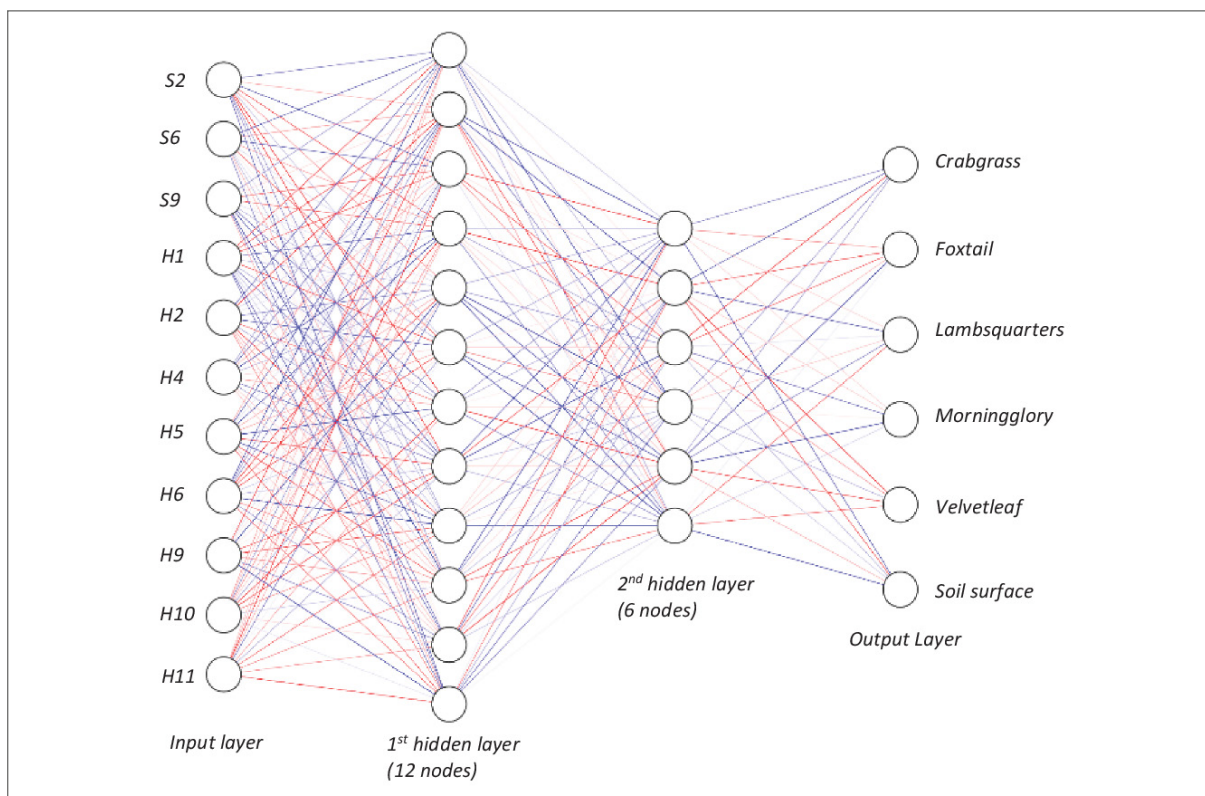 S2
S6
S9
H1
H2
H4
H5
H6
H9
H10
H11
Input layer
1st hidden layer
(12 nodes)
2nd hidden layer
(6 nodes)
Crabgrass
Foxtail
Lambsquarters
Morningglory
Velvetleaf
Soil surface
Output Layer